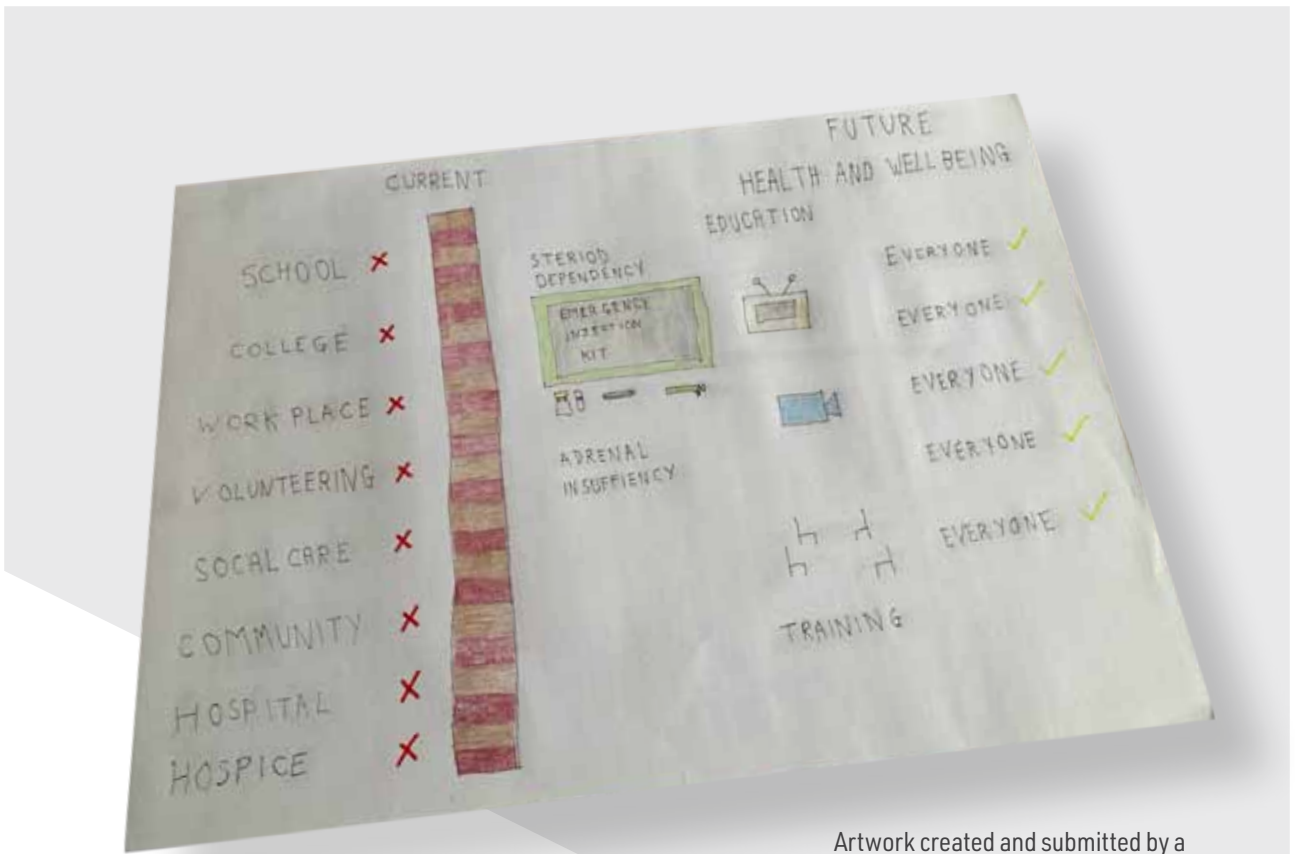 CURRENT
SCHOOL
COLLEGE
WORK PLACE
VOLUNTEERING
SOCAL CARE
COMMUNITY
HOSPITAL
HOSPICE
STERIOD
DEPENDENCY
EMERGENCY
INJECTION
KIT
ADRENAL
INSUFFIENCY
FUTURE
HEALTH AND WELL BEING
EDUCATION
EVERYONE
EVERYONE
EVERYONE
EVERYONE
EVERYONE
TRAINING
Artwork created and submitted by a